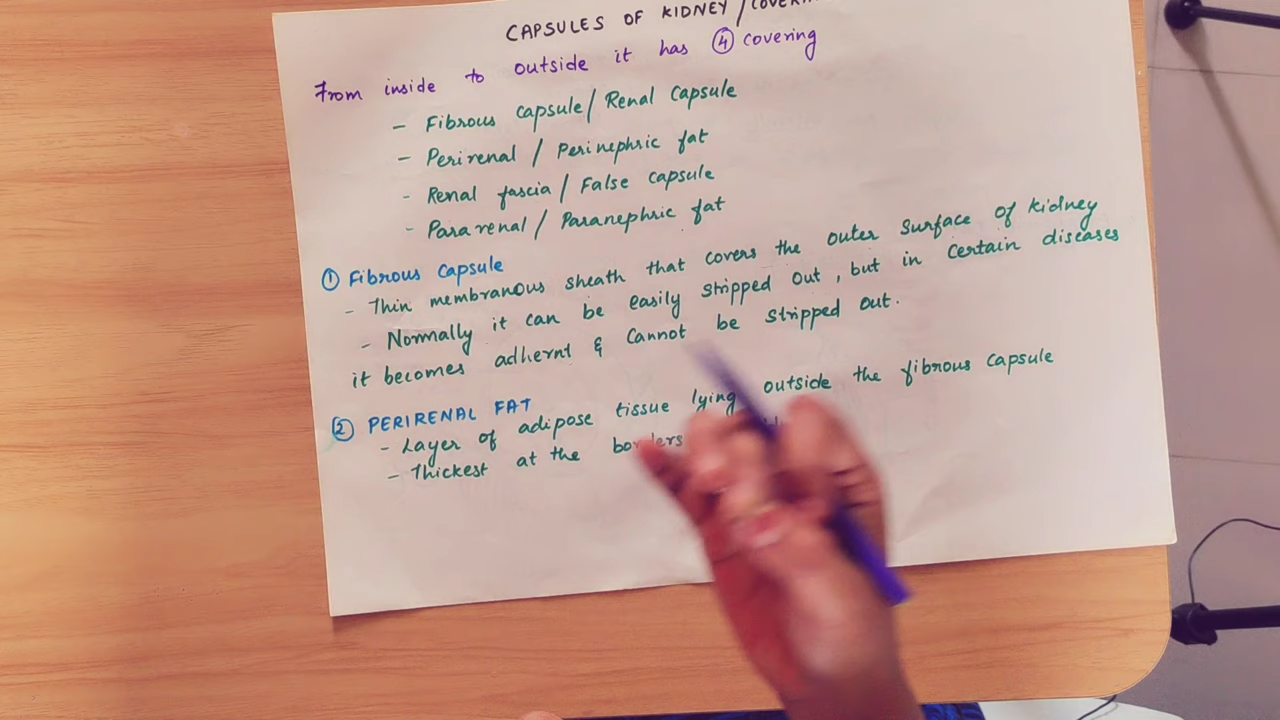 CAPSULES OF KIDNEY /
From inside to outside it has ④ covering
- Fibrous capsule / Renal capsule
- Perirenal / Perinephric fat
- Renal fascia / False capsule
- Pararenal / Paranephric fat
① Fibrous capsule
- Thin membranous sheath that covers the outer surface of kidney
- Normally it can be easily stripped out, but in certain diseases
it becomes adhernt & cannot be stripped out.
② PERIRENAL FAT
- Layer of adipose tissue lying outside the fibrous capsule
- Thickest at the borders